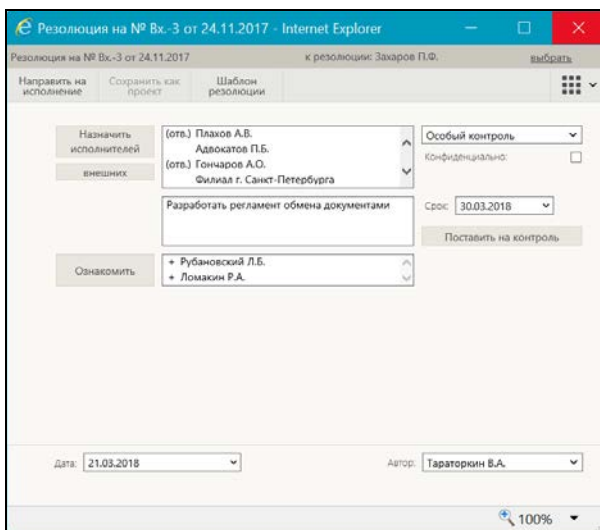 Резолюция на № Вх.-3 от 24.11.2017 - Internet Explorer
Резолюция на № Вх.-3 от 24.11.2017 к резолюции: Захаров П.Ф. выбрать
Направить на исполнение
Сохранить как проект
Шаблон резолюции
Назначить исполнителей
внешних
(отв.) Плахов А.В.
Адвокатов П.Б.
(отв.) Гончаров А.О.
Филиал г. Санкт-Петербурга
Особый контроль
Конфиденциально:
Разработать регламент обмена документами
Срок: 30.03.2018
Поставить на контроль
Ознакомить
+ Рубановский Л.Б.
+ Ломакин Р.А.
Дата: 21.03.2018
Автор: Тараторкин В.А.
100%